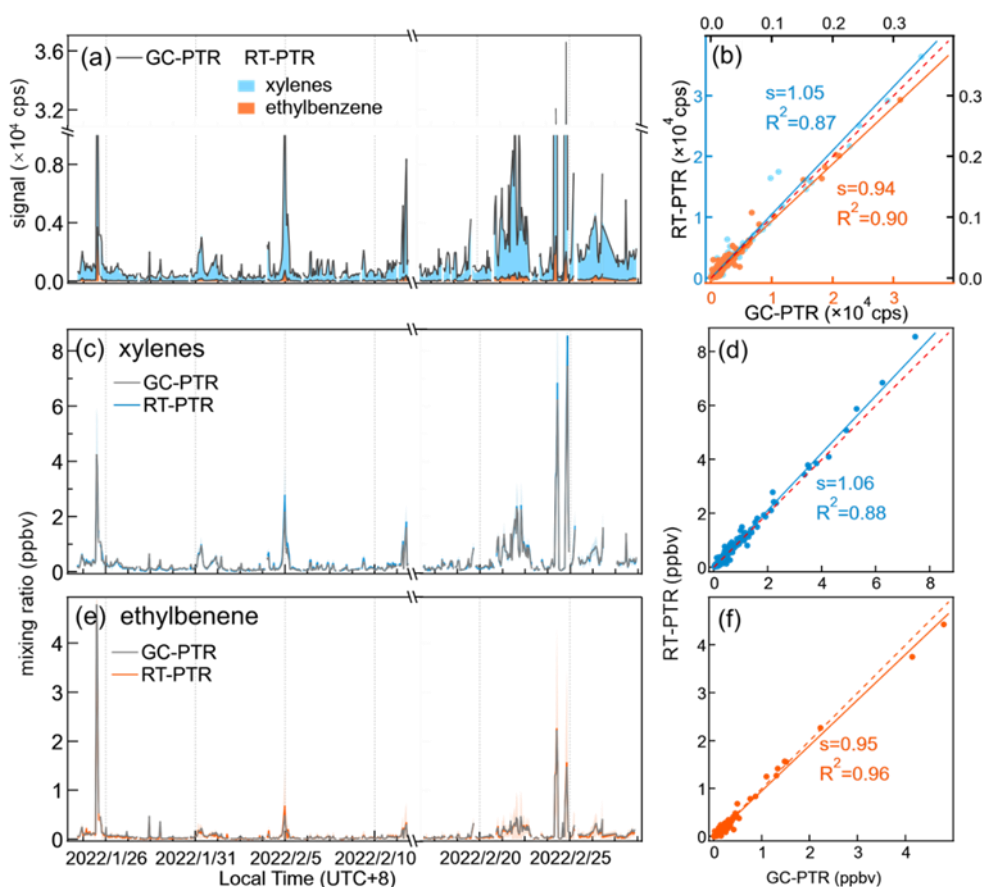 0.0 0.1 0.2 0.3
(a) GC-PTR RT-PTR
xylenes
ethylbenzene
3.6
3.2
0.8
0.4
0.0
signal (×10⁴ cps)
(b)
s=1.05
R²=0.87
s=0.94
R²=0.90
3
2
1
0
RT-PTR (×10⁴ cps)
0.3
0.2
0.1
0.0
0 1 2 3
GC-PTR (×10⁴ cps)
(c) xylenes
GC-PTR
RT-PTR
8
6
4
2
0
(d)
s=1.06
R²=0.88
8
6
4
2
0
0 2 4 6 8
mixing ratio (ppbv)
(e) ethylbenene
GC-PTR
RT-PTR
4
3
2
1
0
2022/1/26 2022/1/31 2022/2/5 2022/2/10 2022/2/20 2022/2/25
Local Time (UTC+8)
RT-PTR (ppbv)
(f)
s=0.95
R²=0.96
4
3
2
1
0
0 1 2 3 4
GC-PTR (ppbv)